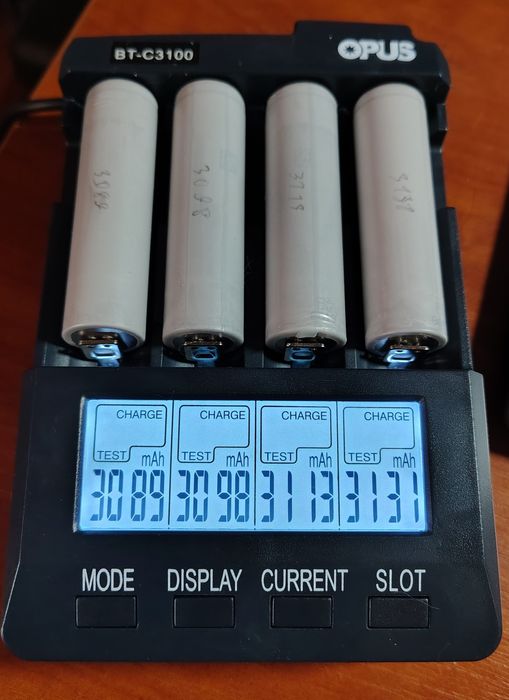 BT-C3100 OPUS
3089 3098 3113 3131
CHARGE CHARGE CHARGE CHARGE
TEST mAh TEST mAh TEST mAh TEST mAh
3089 3098 3113 3131
MODE DISPLAY CURRENT SLOT